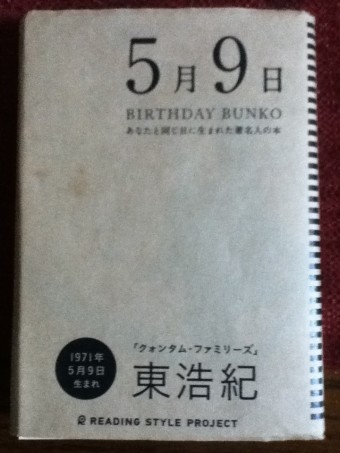 5月9日
BIRTHDAY BUNKO
あなたと同じ日に生まれた著名人の本
1971年
5月9日
生まれ
『クォンタム・ファミリーズ』
東浩紀
READING STYLE PROJECT